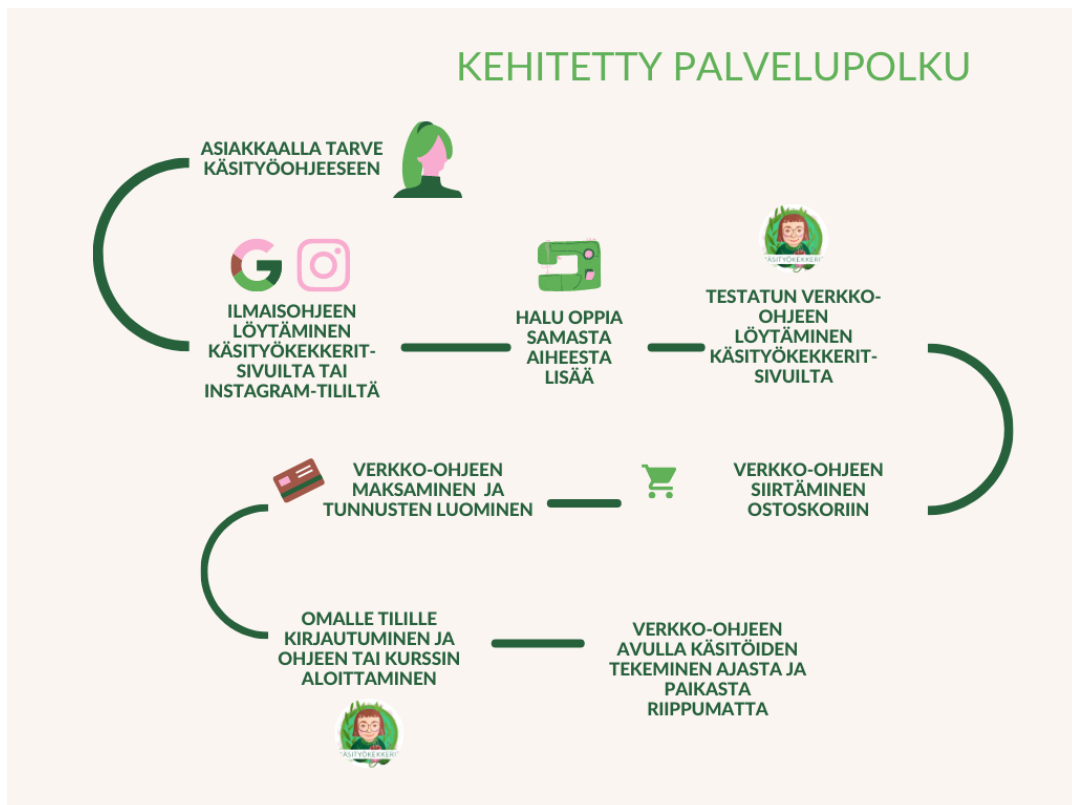 KEHITETTY PALVELUPOLKU
ASIAKKAALLA TARVE
KÄSITYÖOHJEESEEN
ILMAISOHJEEN
LÖYTÄMINEN
KÄSITYÖKEKKERIT-
SIVUILTA TAI
INSTAGRAM-TILILTÄ
HALU OPPIA
SAMASTA
AIHEESTA
LISÄÄ
TESTATUN VERKKO-
OHJEEN
LÖYTÄMINEN
KÄSITYÖKEKKERIT-
SIVUILTA
VERKKO-OHJEEN
SIIRTÄMINEN
OSTOSKORIIN
VERKKO-OHJEEN
MAKSAMINEN JA
TUNNUSTEN LUOMINEN
OMALLE TILILLE
KIRJAUTUMINEN JA
OHJEEN TAI KURSSIN
ALOITTAMINEN
VERKKO-OHJEEN
AVULLA KÄSITÖIDEN
TEKEMINEN AJASTA JA
PAIKASTA
RIIPPUMATTA